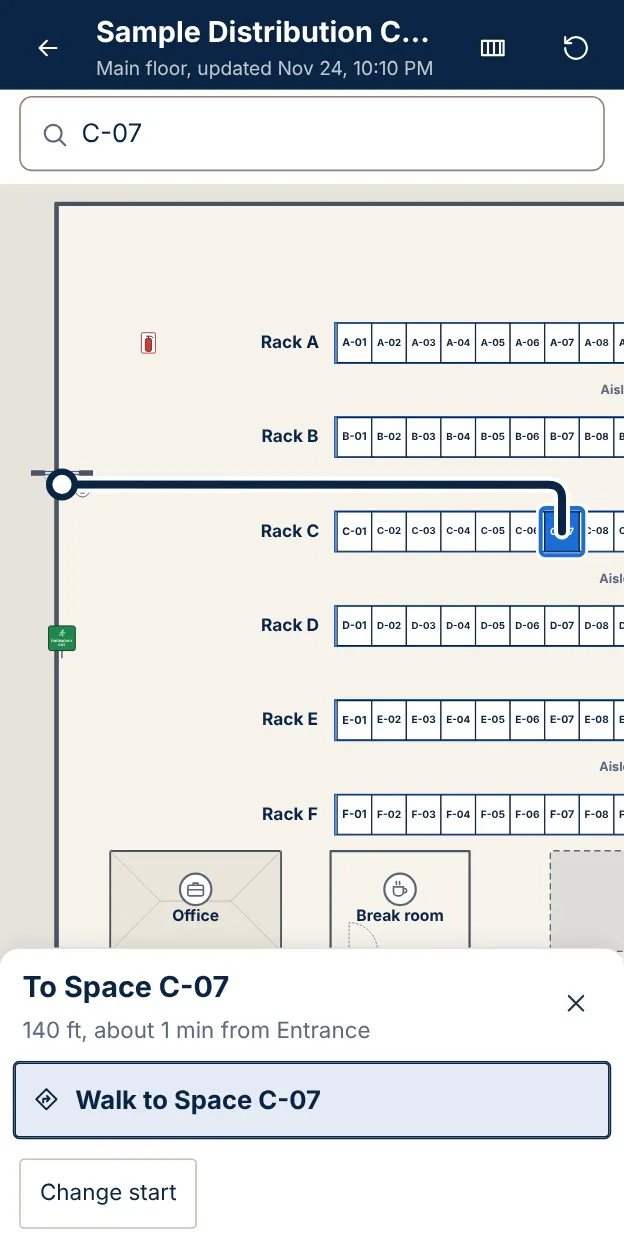 Sample Distribution C...
Main floor, updated Nov 24, 10:10 PM
C-07
Rack A A-01 A-02 A-03 A-04 A-05 A-06 A-07 A-08
Rack B B-01 B-02 B-03 B-04 B-05 B-06 B-07 B-08
Rack C C-01 C-02 C-03 C-04 C-05
Rack D D-01 D-02 D-03 D-04 D-05 D-06 D-07 D-08
Rack E E-01 E-02 E-03 E-04 E-05 E-06 E-07 E-08
Rack F F-01 F-02 F-03 F-04 F-05 F-06 F-07 F-08
Office
Break room
To Space C-07
140 ft, about 1 min from Entrance
Walk to Space C-07
Change start